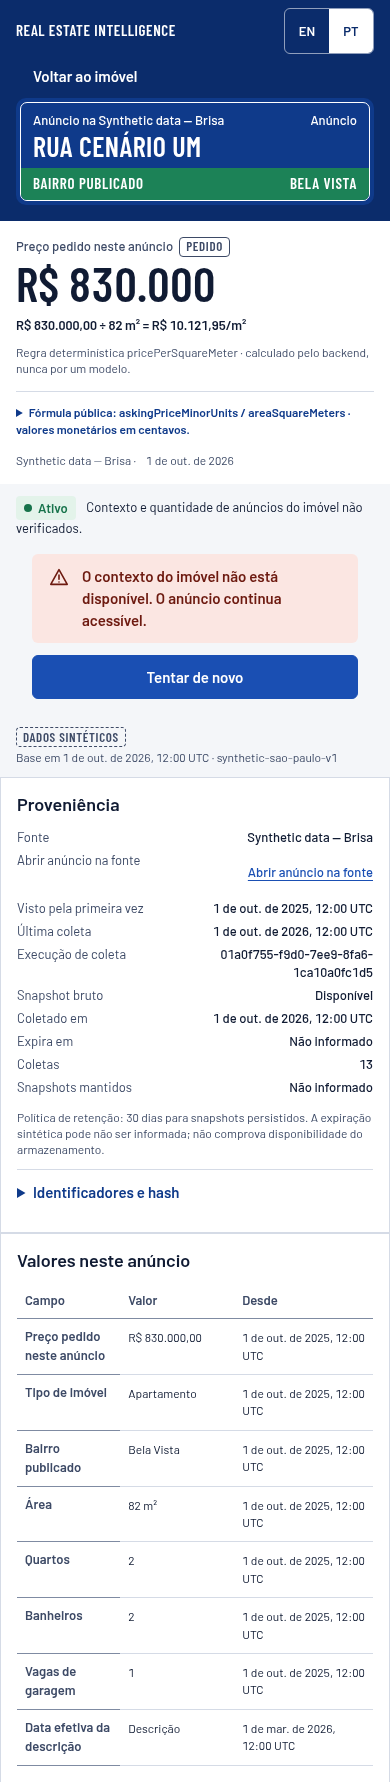 REAL ESTATE INTELLIGENCE
EN
PT
Voltar ao imóvel
Anúncio na Synthetic data — Brisa
Anúncio
RUA CENÁRIO UM
BAIRRO PUBLICADO
BELA VISTA
Preço pedido neste anúncio PEDIDO
R$ 830.000
R$ 830.000,00 ÷ 82 m² = R$ 10.121,95/m²
Regra determinística pricePerSquareMeter · calculado pelo backend,
nunca por um modelo.
Fórmula pública: askingPriceMinorUnits / areaSquareMeters ·
valores monetários em centavos.
Synthetic data — Brisa · 1 de out. de 2026
Ativo Contexto e quantidade de anúncios do imóvel não
verificados.
O contexto do imóvel não está
disponível. O anúncio continua
acessível.
Tentar de novo
DADOS SINTÉTICOS
Base em 1 de out. de 2026, 12:00 UTC · synthetic-sao-paulo-v1
Proveniência
Fonte Synthetic data — Brisa
Abrir anúncio na fonte
Abrir anúncio na fonte
Visto pela primeira vez 1 de out. de 2025, 12:00 UTC
Última coleta 1 de out. de 2026, 12:00 UTC
Execução de coleta 01a0f755-f9d0-7ee9-8fa6-
1ca10a0fc1d5
Snapshot bruto Disponível
Coletado em 1 de out. de 2026, 12:00 UTC
Expira em Não informado
Coletas 13
Snapshots mantidos Não informado
Política de retenção: 30 dias para snapshots persistidos. A expiração
sintética pode não ser informada; não comprova disponibilidade do
armazenamento.
Identificadores e hash
Valores neste anúncio
Campo Valor Desde
Preço pedido R$ 830.000,00 1 de out. de 2025, 12:00
neste anúncio UTC
Tipo de imóvel Apartamento 1 de out. de 2025, 12:00
UTC
Bairro Bela Vista 1 de out. de 2025, 12:00
publicado UTC
Área 82 m² 1 de out. de 2025, 12:00
UTC
Quartos 2 1 de out. de 2025, 12:00
UTC
Banheiros 2 1 de out. de 2025, 12:00
UTC
Vagas de 1 1 de out. de 2025, 12:00
garagem UTC
Data efetiva da Descrição 1 de mar. de 2026,
descrição 12:00 UTC